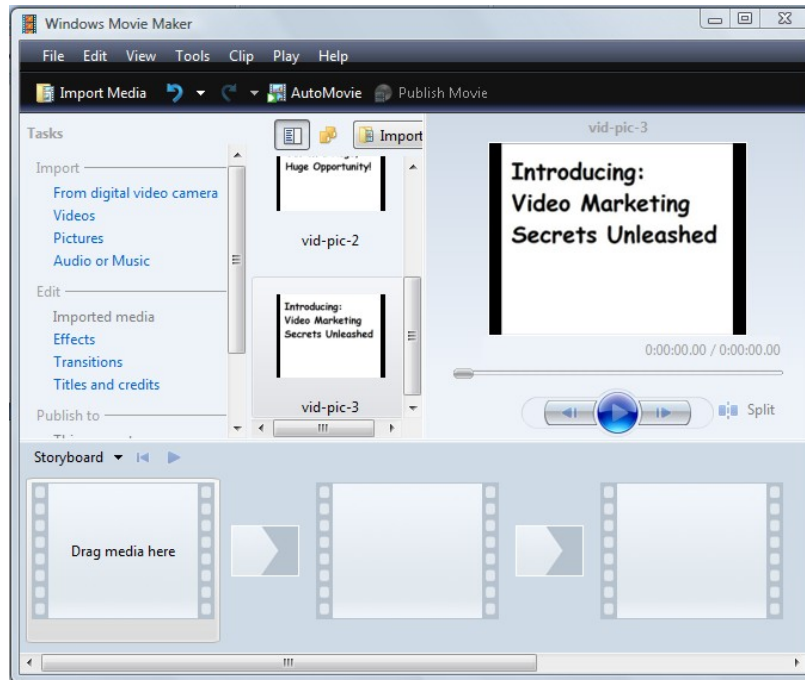 Windows Movie Maker
File Edit View Tools Clip Play Help
Import Media AutoMovie Publish Movie
Tasks
Import
From digital video camera
Videos
Pictures
Audio or Music
Edit
Imported media
Effects
Transitions
Titles and credits
Publish to
Import
Huge Opportunity!
vid-pic-2
Introducing:
Video Marketing
Secrets Unleashed
vid-pic-3
vid-pic-3
Introducing:
Video Marketing
Secrets Unleashed
0:00:00.00 / 0:00:00.00
Split
Storyboard
Drag media here